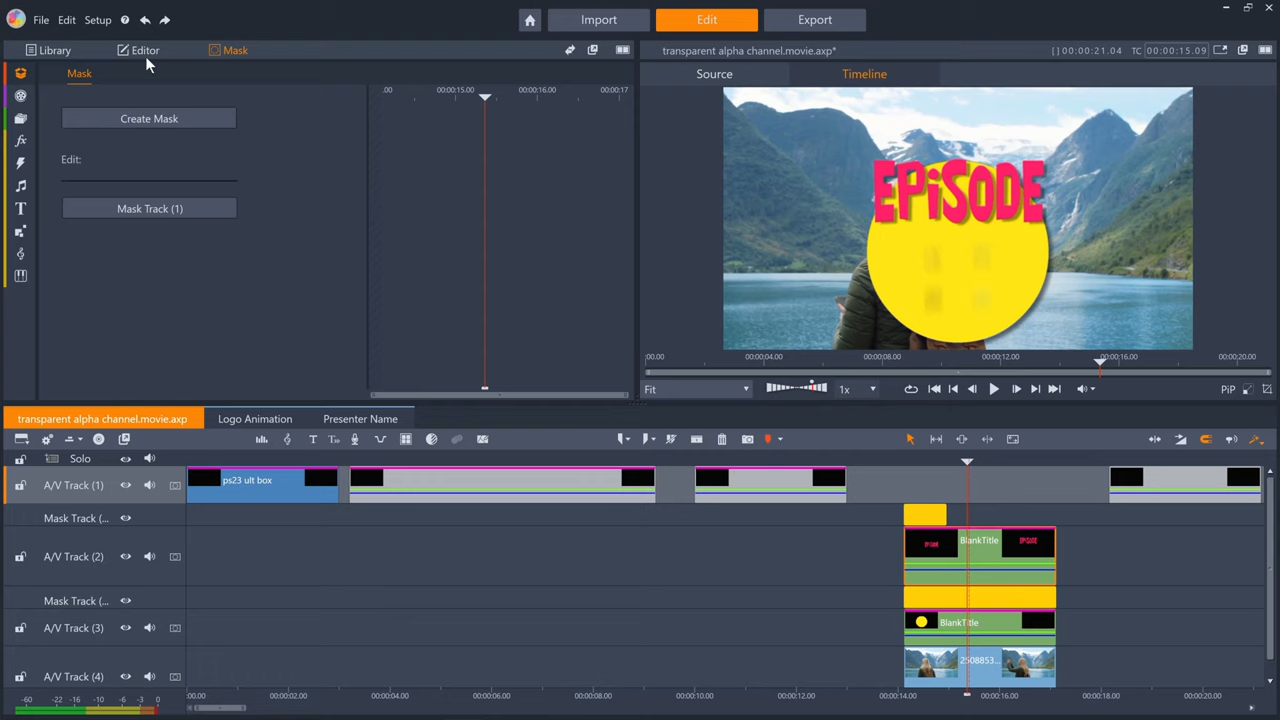 File Edit Setup Import Edit Export
Library Editor Mask transparent alpha channel.movie.axp* [ ] 00:00:21.04 TC 00:00:15.09
Mask Source Timeline
.00 00:00:15.00 00:00:16.00 00:00:17
Create Mask
Edit:
Mask Track (1)
EPiSODE
:00.00 00:00:04.00 00:00:08.00 00:00:12.00 00:00:16.00 00:00:20.00
Fit 1x PiP
transparent alpha channel.movie.axp Logo Animation Presenter Name
Solo
A/V Track (1) ps23 ult box
Mask Track (...
A/V Track (2) BlankTitle
Mask Track (...
A/V Track (3) BlankTitle
A/V Track (4) 2508853...
-60 -22 -16 -10 -6 -3 0 :00.00 00:00:02.00 00:00:04.00 00:00:06.00 00:00:08.00 00:00:10.00 00:00:12.00 00:00:14.00 00:00:16.00 00:00:18.00 00:00:20.00